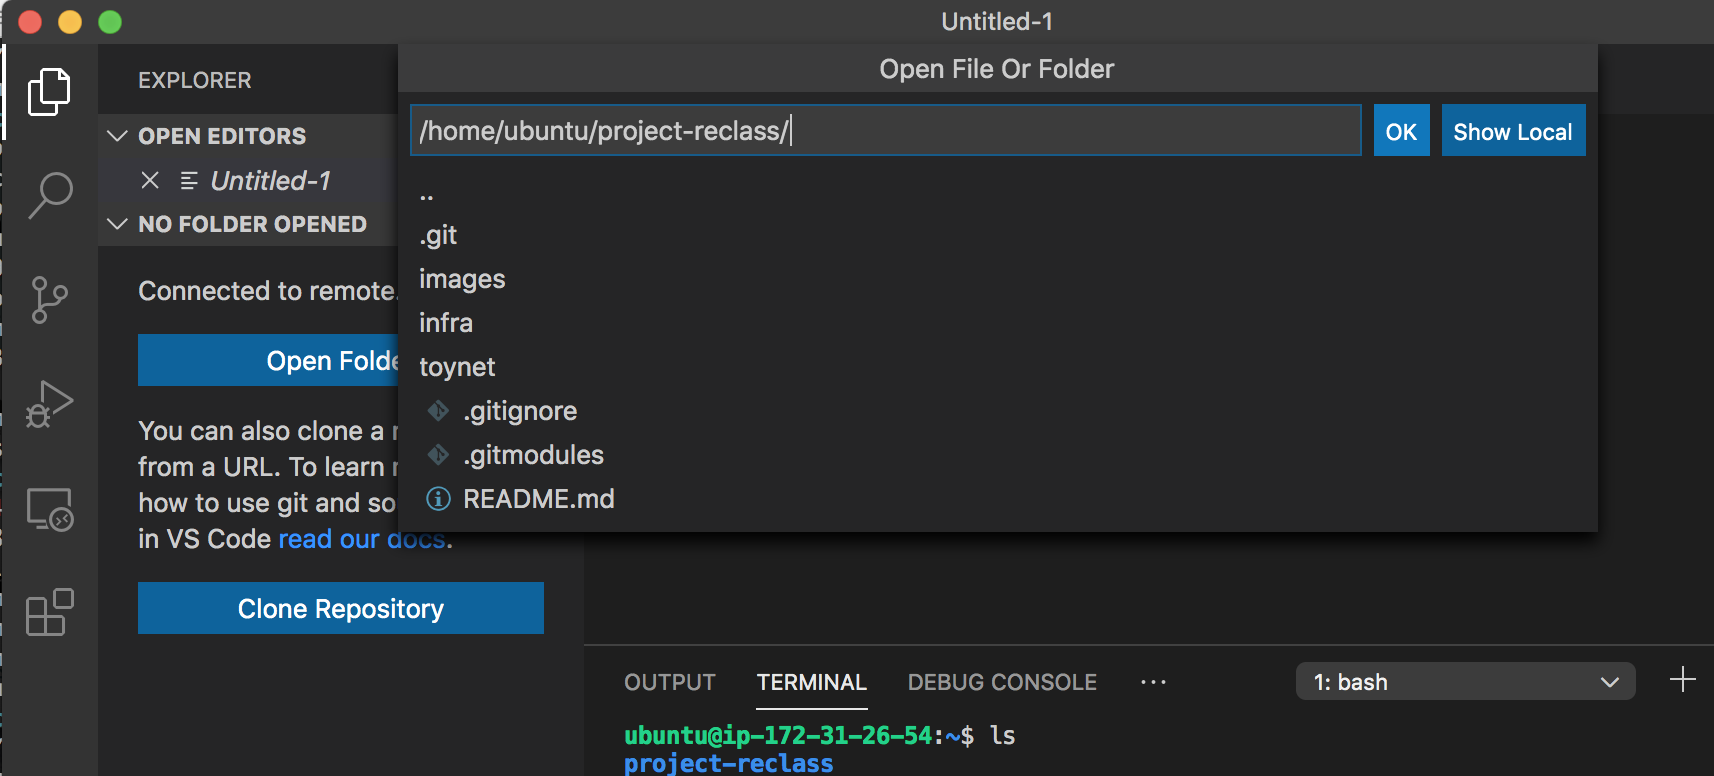 Untitled-1
EXPLORER
OPEN EDITORS
Untitled-1
NO FOLDER OPENED
Connected to remote.
Open Folde
You can also clone a
from a URL. To learn
how to use git and so
in VS Code read our docs.
Clone Repository
Open File Or Folder
/home/ubuntu/project-reclass/
OK
Show Local
..
.git
images
infra
toynet
.gitignore
.gitmodules
README.md
OUTPUT TERMINAL DEBUG CONSOLE ... 1: bash
ubuntu@ip-172-31-26-54:~$ ls
project-reclass